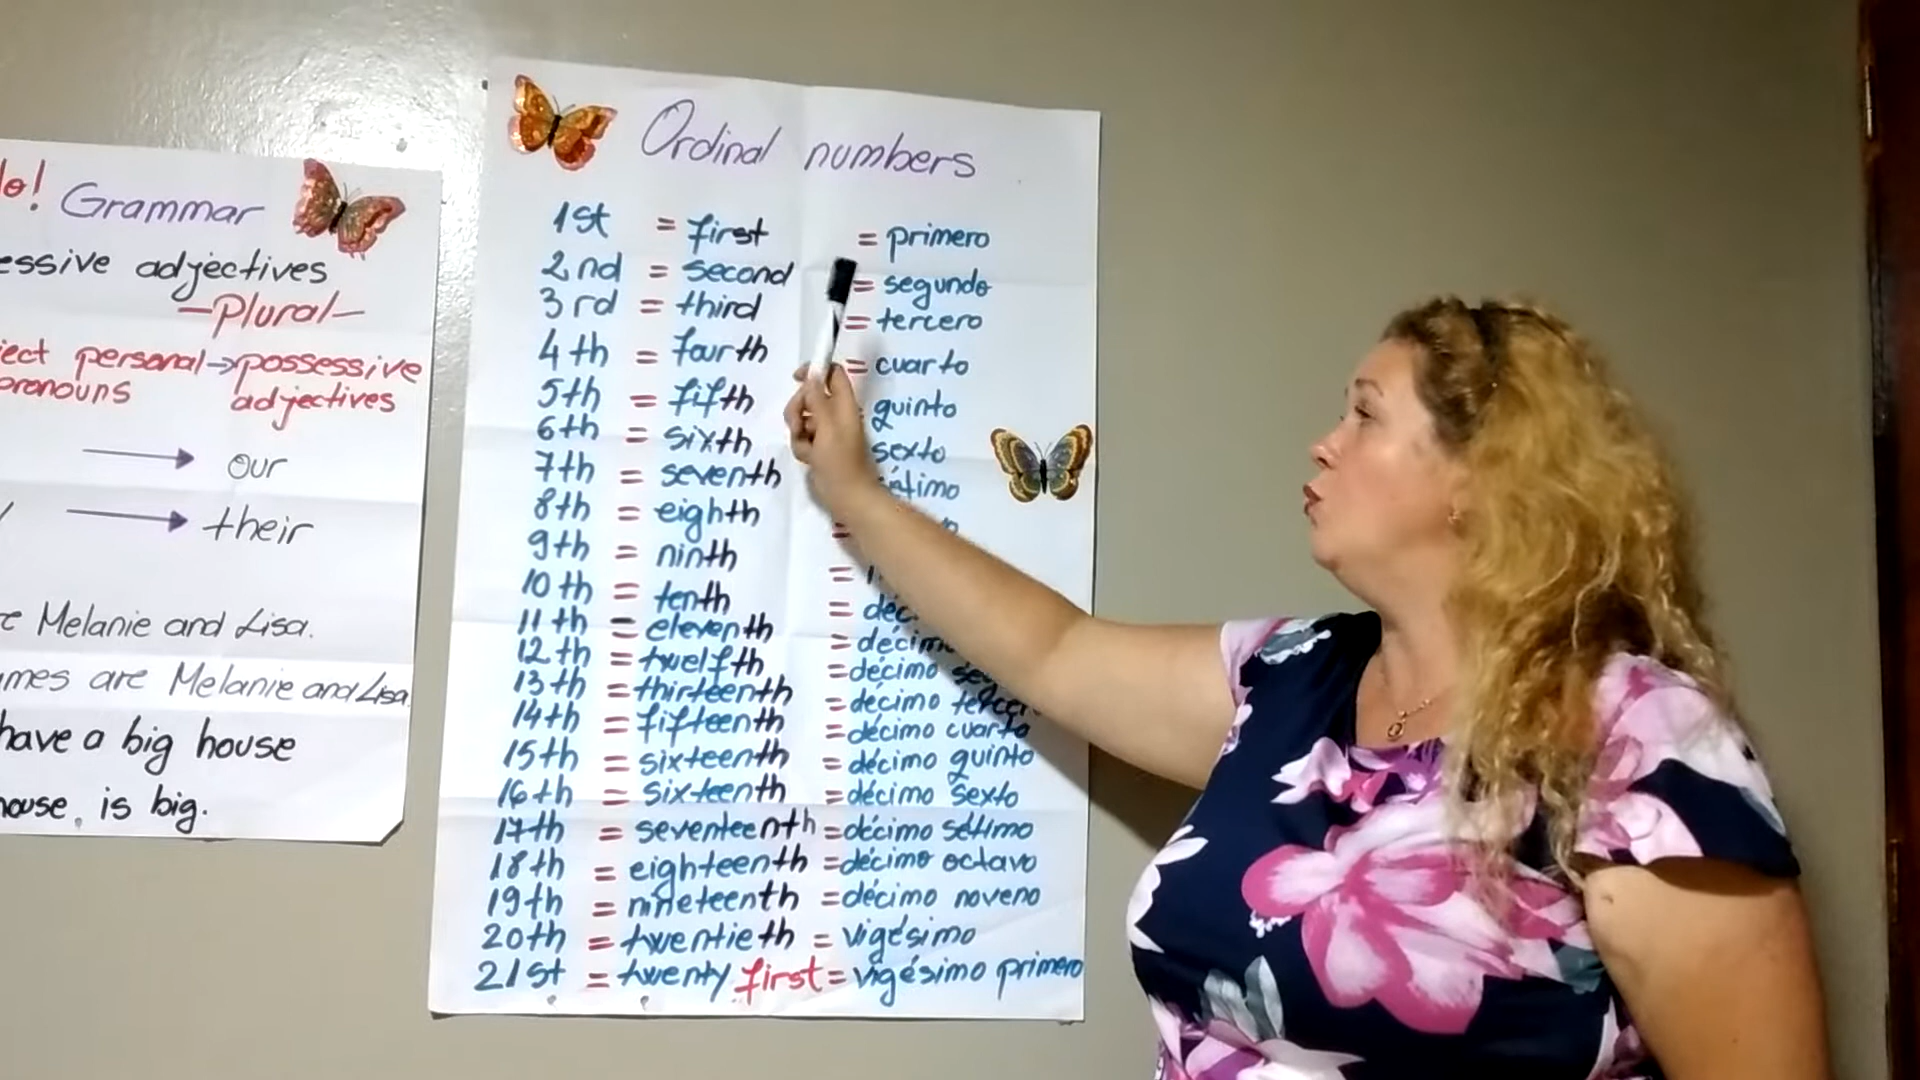 lo! Grammar
essive adjectives
-Plural-
ject personal→possessive
pronouns adjectives
our
their
e Melanie and Lisa.
mes are Melanie and Lisa
have a big house
house. is big.
Ordinal numbers
1st = first = primero
2nd = second = segundo
3rd = third = tercero
4th = fourth = cuarto
5th = fifth quinto
6th = sixth sexto
7th = seventh
8th = eighth =
9th = ninth =
10th = tenth =
11th = eleventh =
12th = twelfth = décimo
13th = thirteenth = décimo tercero
14th = fifteenth = décimo cuarto
15th = sixteenth = décimo quinto
16th = sixteenth = décimo sexto
17th = seventeenth = décimo sétimo
18th = eighteenth = décimo octavo
19th = nineteenth = décimo noveno
20th = twentieth = vigésimo
21st = twenty first = vigésimo primero